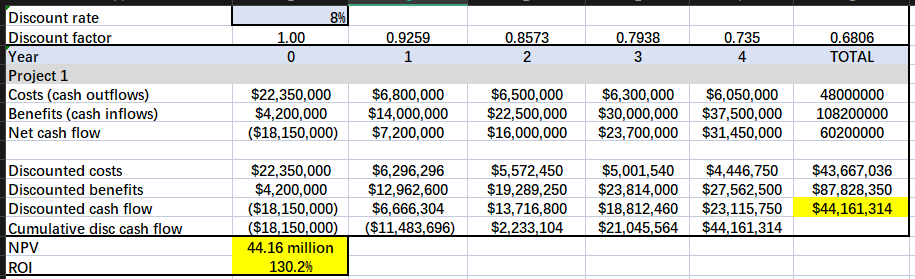 Discount rate 8%
Discount factor 1.00 0.9259 0.8573 0.7938 0.735 0.6806
Year 0 1 2 3 4 TOTAL
Project 1
Costs (cash outflows) $22,350,000 $6,800,000 $6,500,000 $6,300,000 $6,050,000 48000000
Benefits (cash inflows) $4,200,000 $14,000,000 $22,500,000 $30,000,000 $37,500,000 108200000
Net cash flow ($18,150,000) $7,200,000 $16,000,000 $23,700,000 $31,450,000 60200000
Discounted costs $22,350,000 $6,296,296 $5,572,450 $5,001,540 $4,446,750 $43,667,036
Discounted benefits $4,200,000 $12,962,600 $19,289,250 $23,814,000 $27,562,500 $87,828,350
Discounted cash flow ($18,150,000) $6,666,304 $13,716,800 $18,812,460 $23,115,750 $44,161,314
Cumulative disc cash flow ($18,150,000) ($11,483,696) $2,233,104 $21,045,564 $44,161,314
NPV 44.16 million
ROI 130.2%